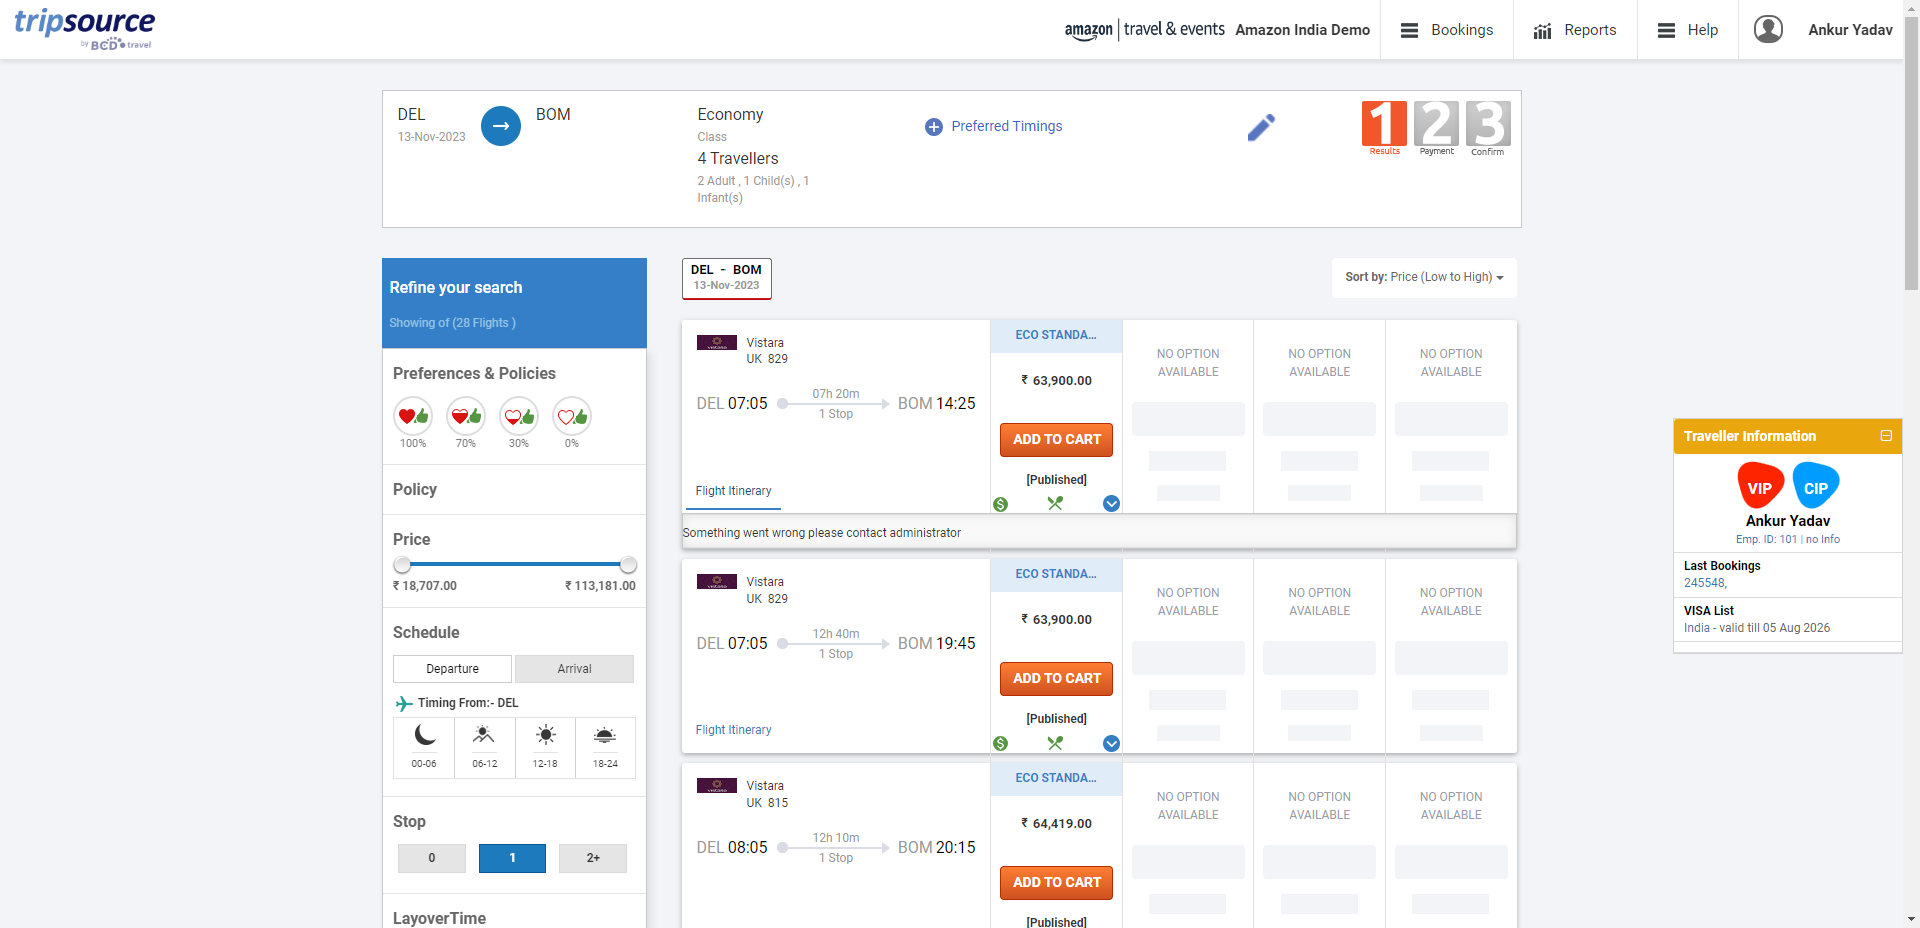 tripsource
by BCD travel
amazon travel & events Amazon India Demo
Bookings
Reports
Help
Ankur Yadav
DEL
13-Nov-2023
BOM
Economy
Class
4 Travellers
2 Adult , 1 Child(s) , 1
Infant(s)
Preferred Timings
1 2 3
Results Payment Confirm
Refine your search
Showing of (28 Flights )
Preferences & Policies
100% 70% 30% 0%
Policy
Price
₹ 18,707.00 ₹ 113,181.00
Schedule
Departure Arrival
Timing From:- DEL
00-06 06-12 12-18 18-24
Stop
0 1 2+
LayoverTime
DEL - BOM
13-Nov-2023
Sort by: Price (Low to High)
Vistara
UK 829
DEL 07:05
07h 20m
1 Stop
BOM 14:25
Flight Itinerary
ECO STANDA...
₹ 63,900.00
ADD TO CART
[Published]
NO OPTION
AVAILABLE
NO OPTION
AVAILABLE
NO OPTION
AVAILABLE
Something went wrong please contact administrator
Vistara
UK 829
DEL 07:05
12h 40m
1 Stop
BOM 19:45
Flight Itinerary
ECO STANDA...
₹ 63,900.00
ADD TO CART
[Published]
NO OPTION
AVAILABLE
NO OPTION
AVAILABLE
NO OPTION
AVAILABLE
Vistara
UK 815
DEL 08:05
12h 10m
1 Stop
BOM 20:15
ECO STANDA...
₹ 64,419.00
ADD TO CART
[Published]
NO OPTION
AVAILABLE
NO OPTION
AVAILABLE
NO OPTION
AVAILABLE
Traveller Information
VIP CIP
Ankur Yadav
Emp. ID: 101 | no Info
Last Bookings
245548,
VISA List
India - valid till 05 Aug 2026